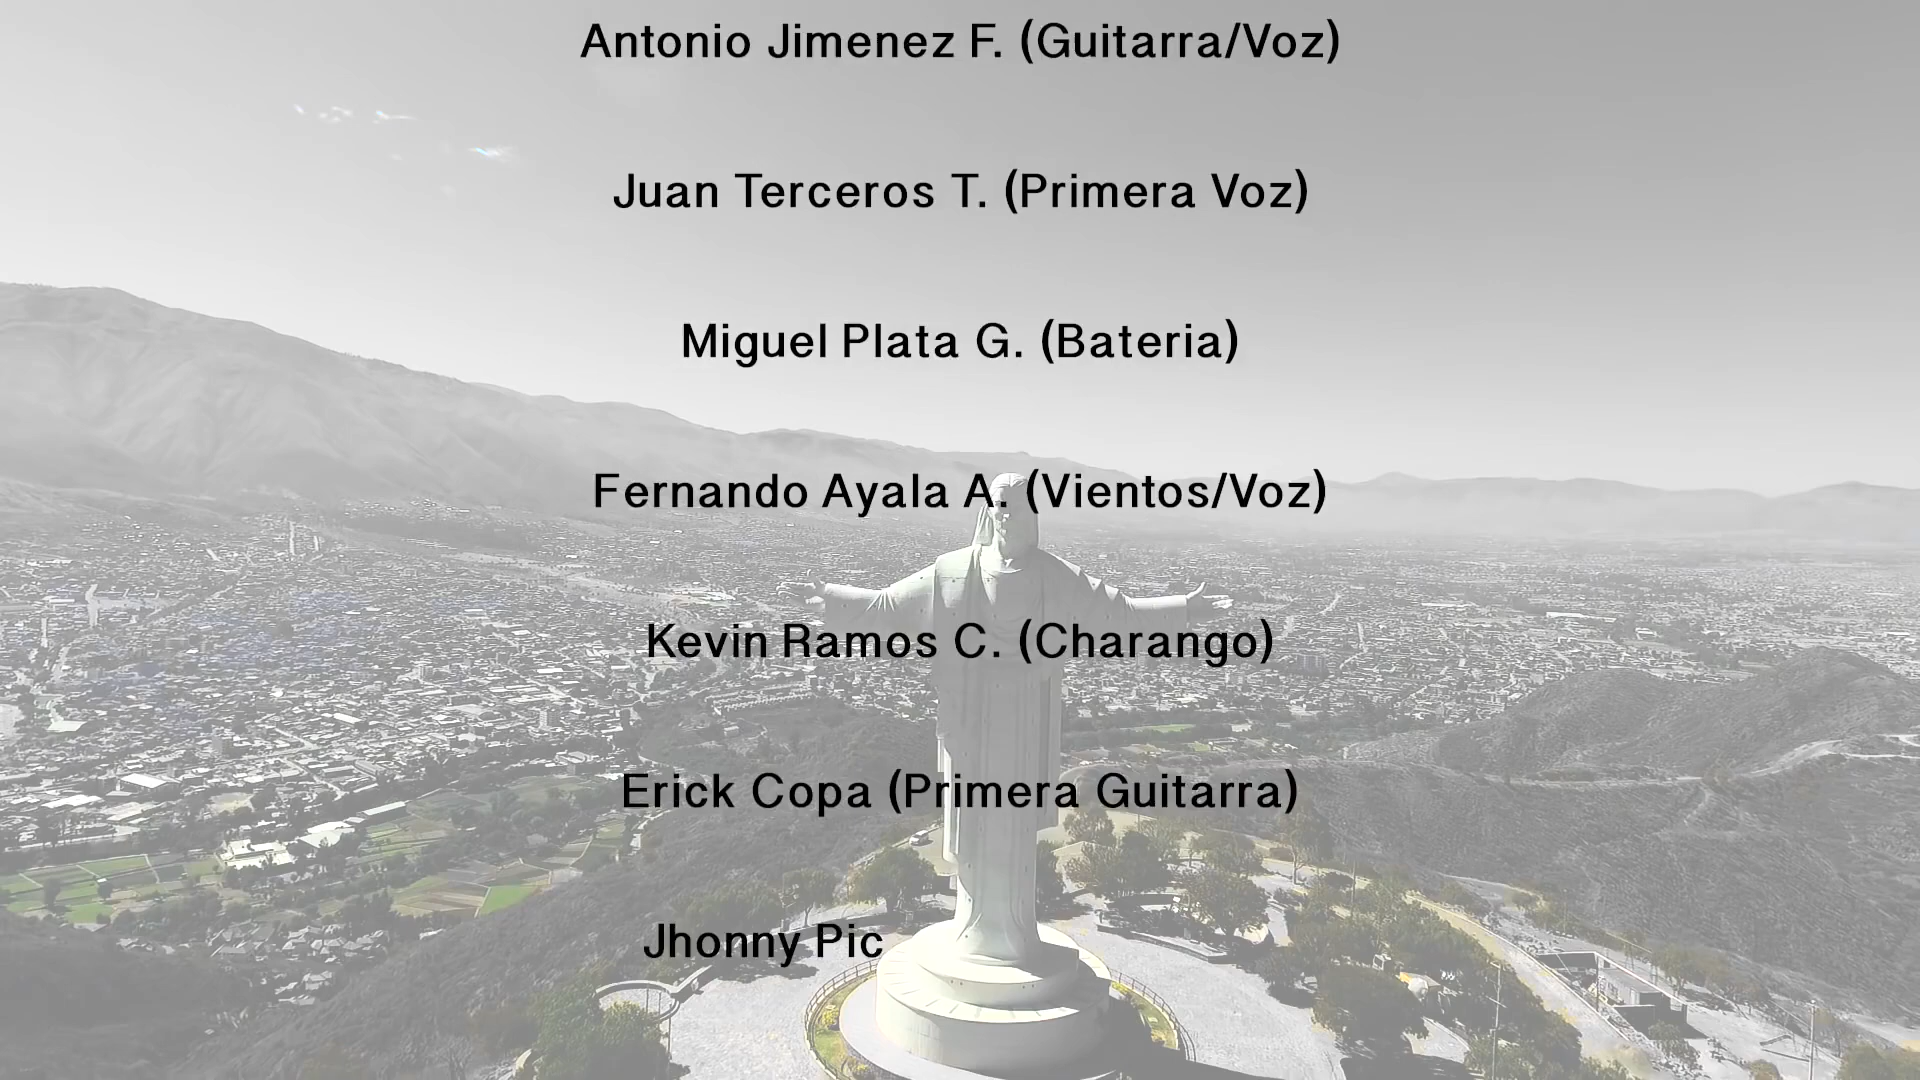 Antonio Jimenez F. (Guitarra/Voz)
Juan Terceros T. (Primera Voz)
Miguel Plata G. (Bateria)
Fernando Ayala A. (Vientos/Voz)
Kevin Ramos C. (Charango)
Erick Copa (Primera Guitarra)
Jhonny Pic